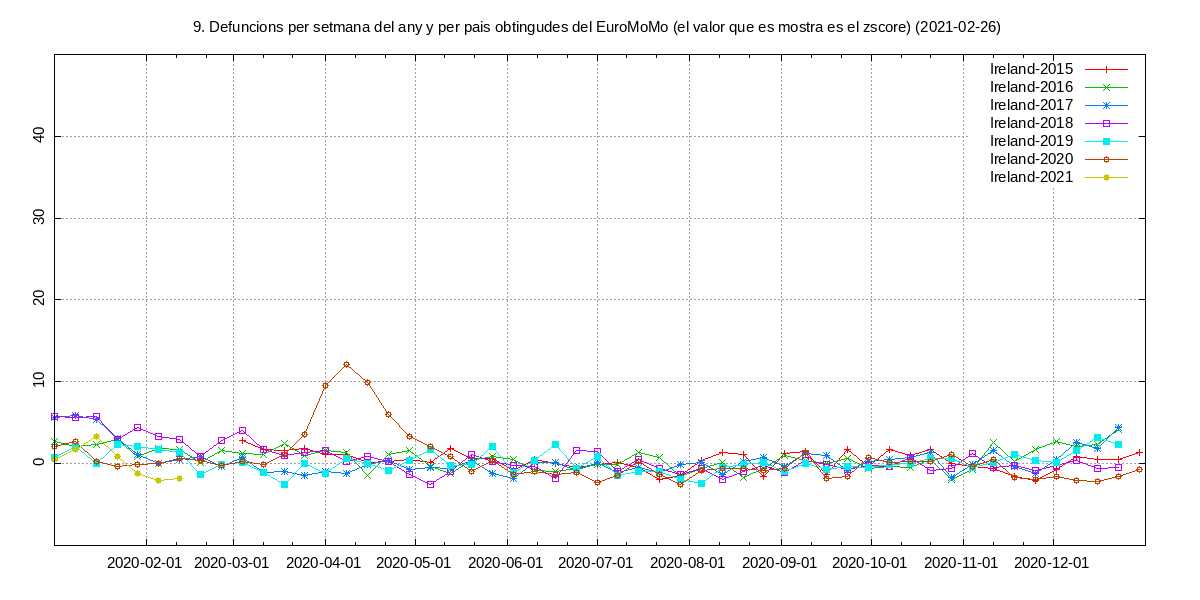 9. Defuncions per setmana del any y per pais obtingudes del EuroMoMo (el valor que es mostra es el zscore) (2021-02-26)
Ireland-2015
Ireland-2016
Ireland-2017
Ireland-2018
Ireland-2019
Ireland-2020
Ireland-2021
40
30
20
10
0
2020-02-01 2020-03-01 2020-04-01 2020-05-01 2020-06-01 2020-07-01 2020-08-01 2020-09-01 2020-10-01 2020-11-01 2020-12-01